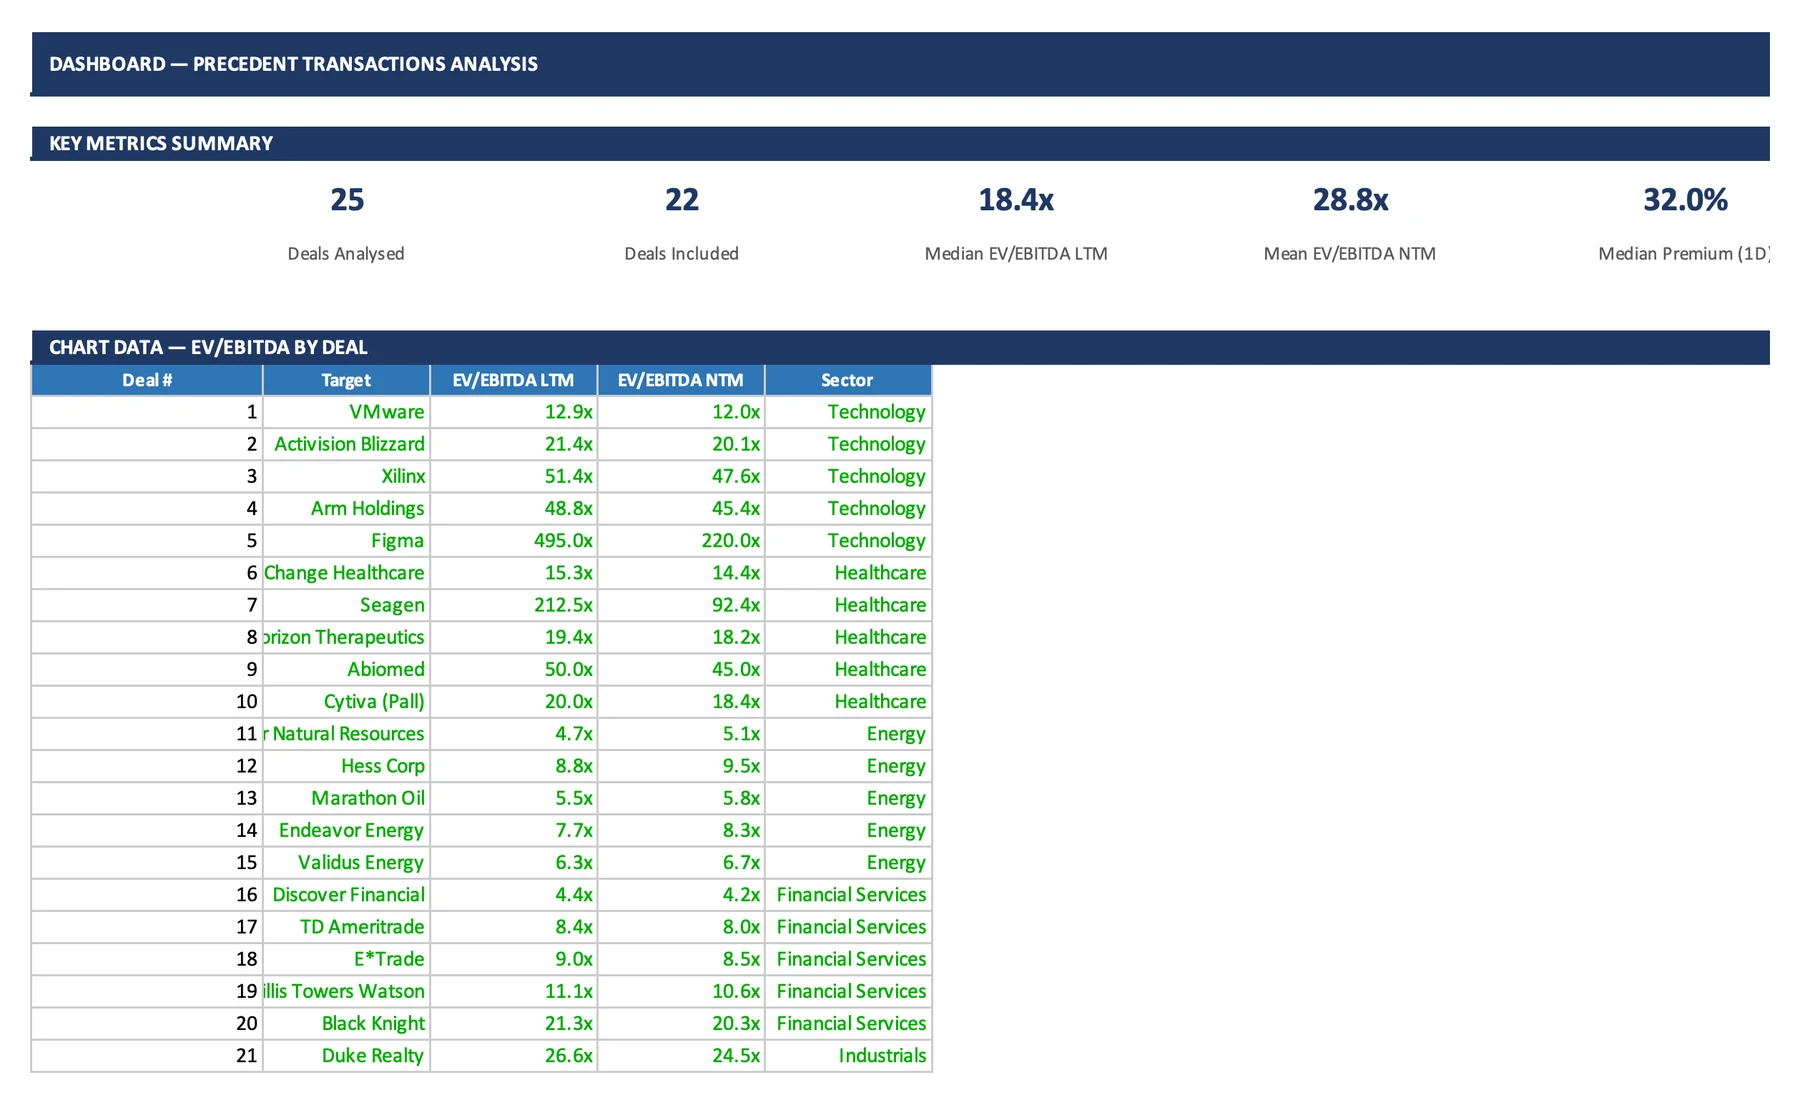 DASHBOARD — PRECEDENT TRANSACTIONS ANALYSIS
KEY METRICS SUMMARY
25 22 18.4x 28.8x 32.0%
Deals Analysed Deals Included Median EV/EBITDA LTM Mean EV/EBITDA NTM Median Premium (1D)
CHART DATA — EV/EBITDA BY DEAL
Deal # Target EV/EBITDA LTM EV/EBITDA NTM Sector
1 VMware 12.9x 12.0x Technology
2 Activision Blizzard 21.4x 20.1x Technology
3 Xilinx 51.4x 47.6x Technology
4 Arm Holdings 48.8x 45.4x Technology
5 Figma 495.0x 220.0x Technology
6 Change Healthcare 15.3x 14.4x Healthcare
7 Seagen 212.5x 92.4x Healthcare
8 orizon Therapeutics 19.4x 18.2x Healthcare
9 Abiomed 50.0x 45.0x Healthcare
10 Cytiva (Pall) 20.0x 18.4x Healthcare
11 r Natural Resources 4.7x 5.1x Energy
12 Hess Corp 8.8x 9.5x Energy
13 Marathon Oil 5.5x 5.8x Energy
14 Endeavor Energy 7.7x 8.3x Energy
15 Validus Energy 6.3x 6.7x Energy
16 Discover Financial 4.4x 4.2x Financial Services
17 TD Ameritrade 8.4x 8.0x Financial Services
18 E*Trade 9.0x 8.5x Financial Services
19 illis Towers Watson 11.1x 10.6x Financial Services
20 Black Knight 21.3x 20.3x Financial Services
21 Duke Realty 26.6x 24.5x Industrials